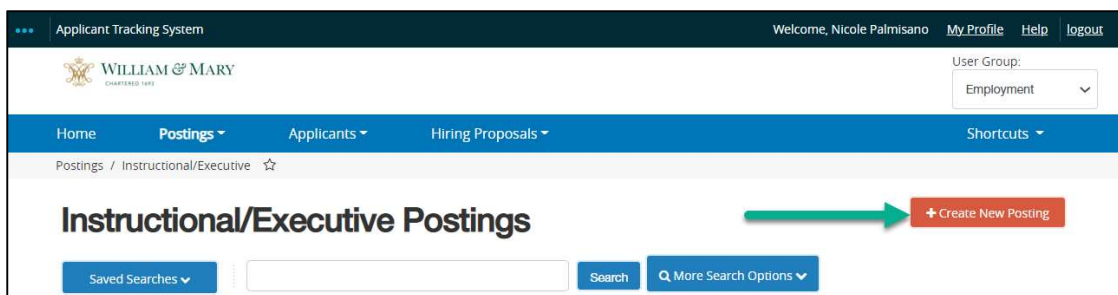 Applicant Tracking System Welcome, Nicole Palmisano My Profile Help logout
WILLIAM & MARY
CHARTERED 1693
User Group:
Employment
Home Postings Applicants Hiring Proposals Shortcuts
Postings / Instructional/Executive
Instructional/Executive Postings
+ Create New Posting
Saved Searches Search More Search Options